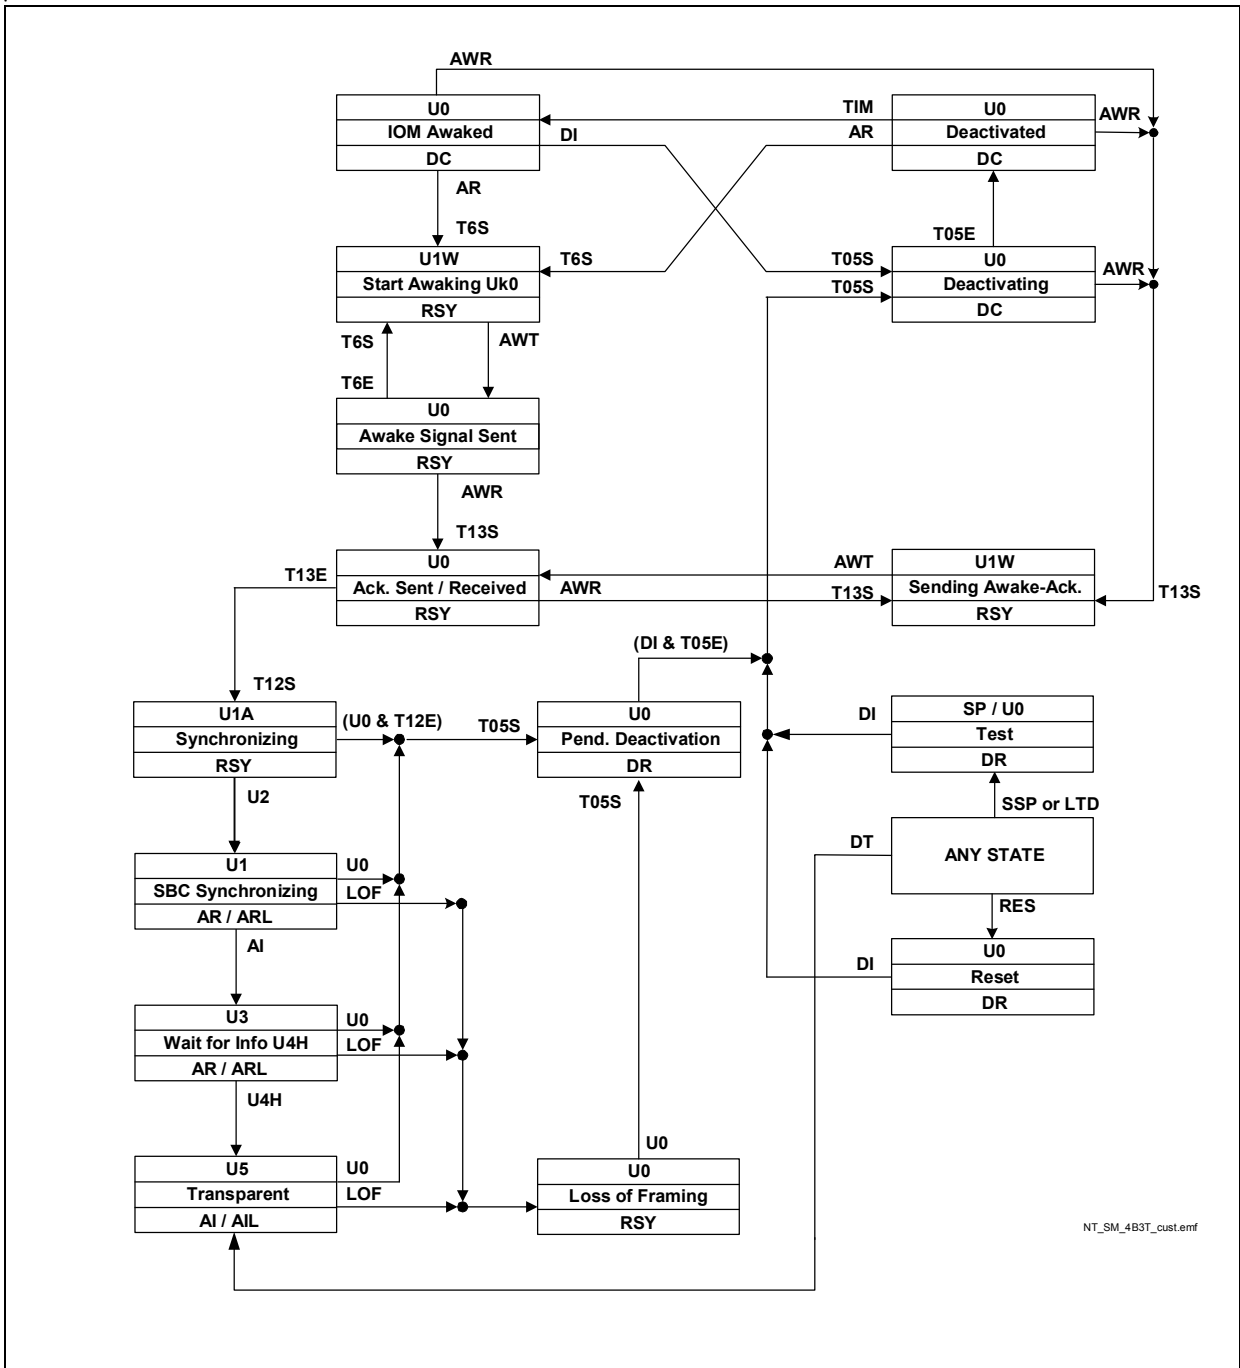 AWR
U0
TIM
U0
AWR
IOM Awaked
DI
AR
Deactivated
DC
DC
AR
T6S
T05E
U1W
T6S
T05S
U0
AWR
Start Awaking Uk0
T05S
Deactivating
RSY
DC
T6S
AWT
T6E
U0
Awake Signal Sent
RSY
AWR
T13S
U0
AWT
U1W
T13E
Ack. Sent / Received
AWR
T13S
Sending Awake-Ack.
T13S
RSY
RSY
(DI & T05E)
T12S
U1A
(U0 & T12E)
T05S
U0
DI
SP / U0
Synchronizing
Pend. Deactivation
Test
RSY
DR
DR
U2
T05S
SSP or LTD
DT
ANY STATE
U1
U0
SBC Synchronizing
LOF
AR / ARL
RES
AI
U0
DI
Reset
DR
U3
U0
Wait for Info U4H
LOF
AR / ARL
U4H
U0
U5
U0
U0
Transparent
LOF
Loss of Framing
AI / AIL
RSY
NT_SM_4B3T_cust.emf